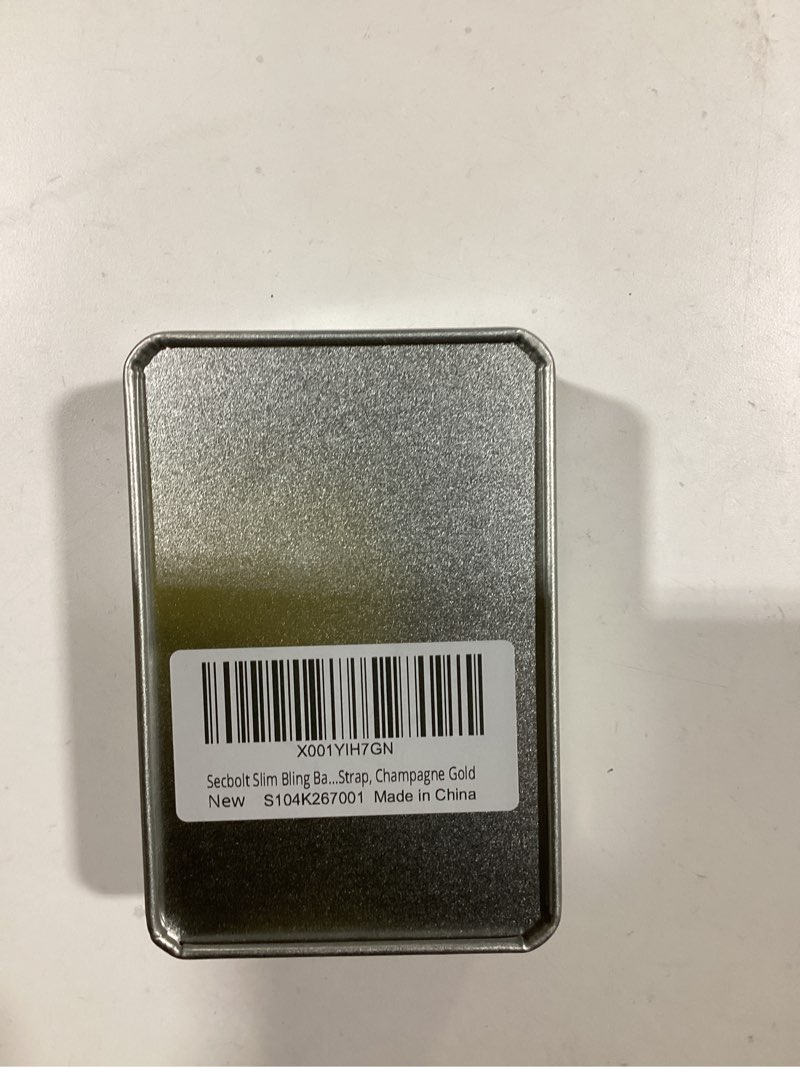 X001YIH7GN
Secbolt Slim Bling Ba...Strap, Champagne Gold
New S104K267001 Made in China